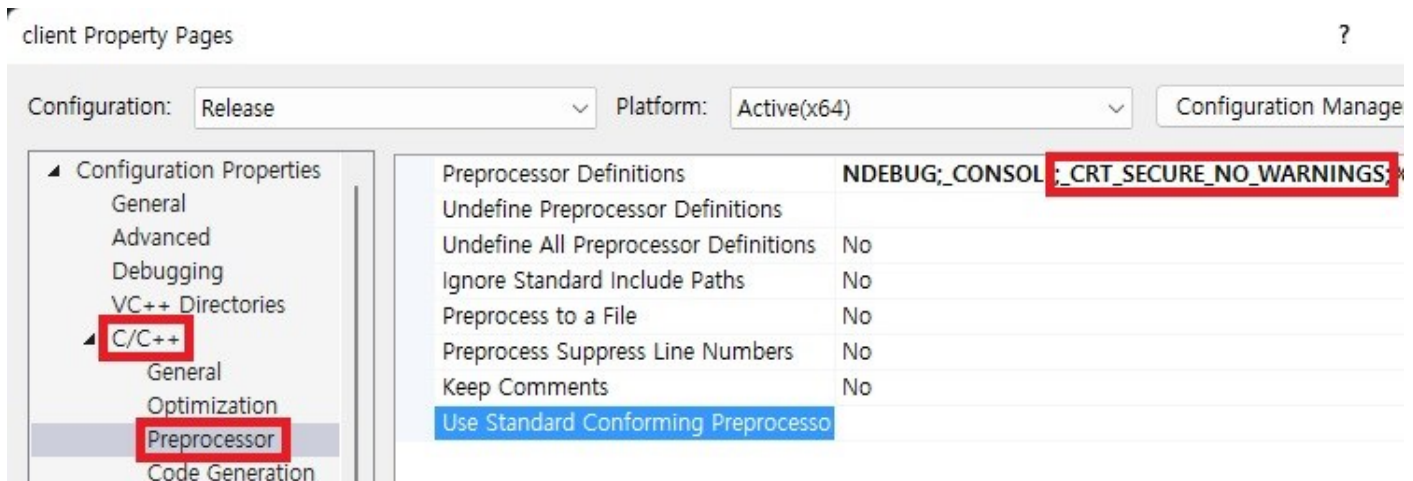 client Property Pages ?
Configuration: Release Platform: Active(x64) Configuration Manage
Configuration Properties
General
Advanced
Debugging
VC++ Directories
C/C++
General
Optimization
Preprocessor
Code Generation
Preprocessor Definitions NDEBUG;_CONSOL ;_CRT_SECURE_NO_WARNINGS;
Undefine Preprocessor Definitions
Undefine All Preprocessor Definitions No
Ignore Standard Include Paths No
Preprocess to a File No
Preprocess Suppress Line Numbers No
Keep Comments No
Use Standard Conforming Preprocesso